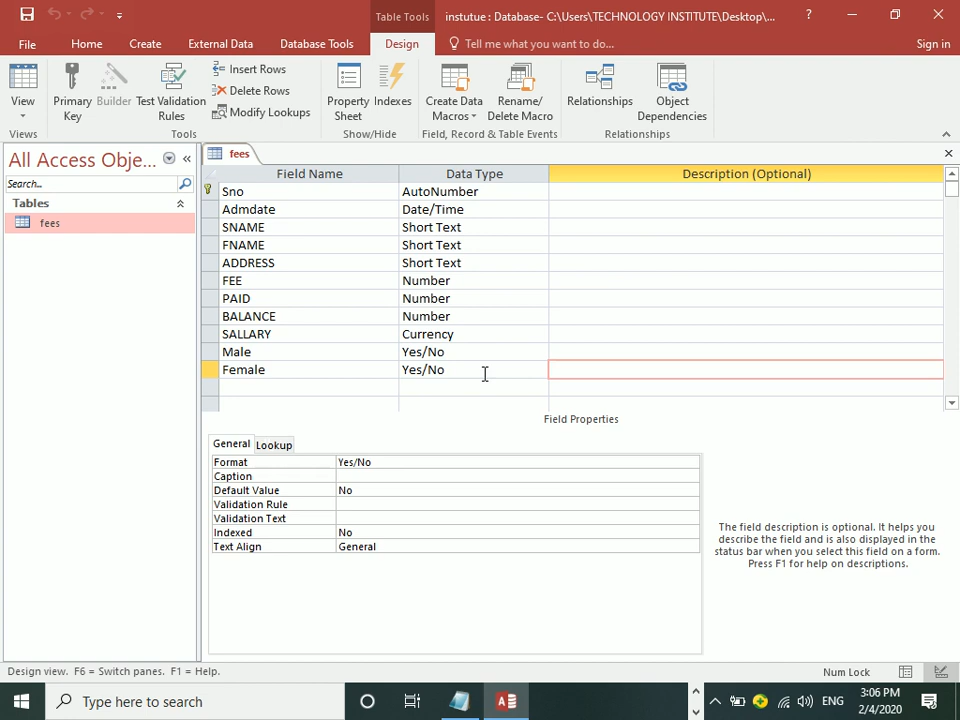 Table Tools
instutue : Database- C:\Users\TECHNOLOGY INSTITUTE\Desktop\...
?
File
Home
Create
External Data
Database Tools
Design
Tell me what you want to do...
Sign in
View
Primary Key
Builder
Test Validation Rules
Insert Rows
Delete Rows
Modify Lookups
Property Sheet
Indexes
Create Data Macros
Rename/ Delete Macro
Relationships
Object Dependencies
Views
Tools
Show/Hide
Field, Record & Table Events
Relationships
All Access Obje...
«
Search...
Tables
fees
fees
Field Name Data Type Description (Optional)
Sno AutoNumber
Admdate Date/Time
SNAME Short Text
FNAME Short Text
ADDRESS Short Text
FEE Number
PAID Number
BALANCE Number
SALLARY Currency
Male Yes/No
Female Yes/No
Field Properties
General Lookup
Format Yes/No
Caption
Default Value No
Validation Rule
Validation Text
Indexed No
Text Align General
The field description is optional. It helps you
describe the field and is also displayed in the
status bar when you select this field on a form.
Press F1 for help on descriptions.
Design view. F6 = Switch panes. F1 = Help.
Num Lock
Type here to search
A
ENG
3:06 PM
2/4/2020